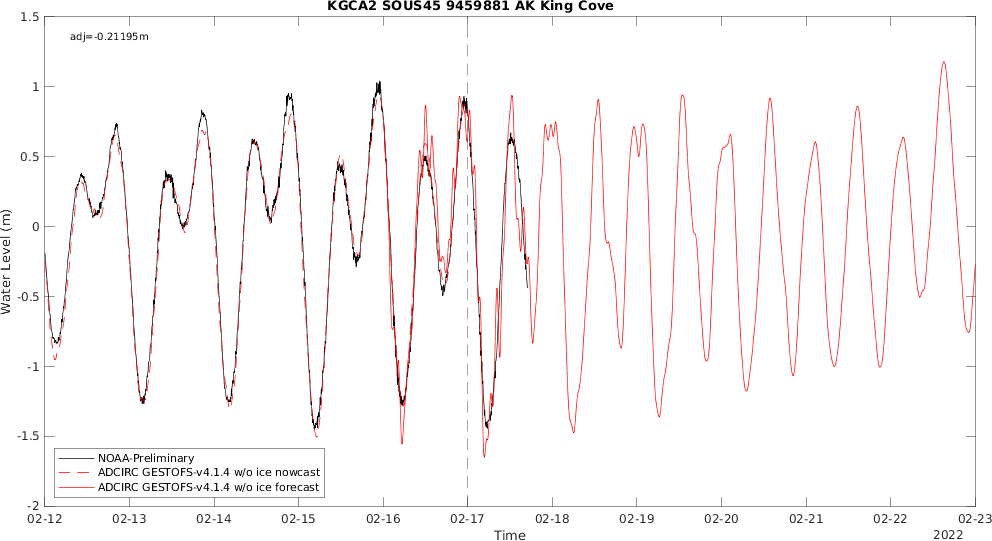 KGCA2 SOUS45 9459881 AK King Cove
adj=-0.21195m
Water Level (m)
1.5
1
0.5
0
-0.5
-1
-1.5
-2
NOAA-Preliminary
ADCIRC GESTOFS-v4.1.4 w/o ice nowcast
ADCIRC GESTOFS-v4.1.4 w/o ice forecast
02-12 02-13 02-14 02-15 02-16 02-17 02-18 02-19 02-20 02-21 02-22 02-23
Time
2022